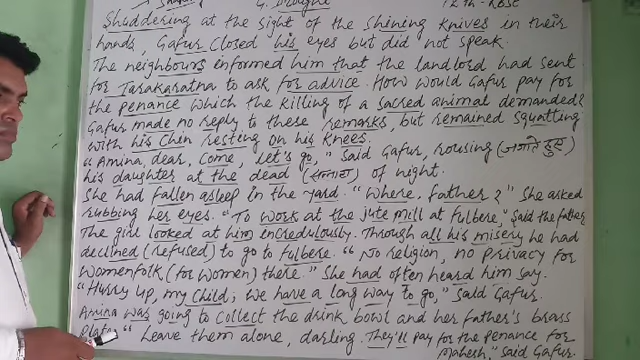 G. Drought 12th - RBSE
Shuddering at the sight of the shining knives in their
hands, Gafur closed his eyes but did not speak.
The neighbours informed him that the landlord had sent
for Tarakaratna to ask for advice. How would Gafur pay for
the penance which the killing of a sacred animal demanded?
Gafur made no reply to these remarks, but remained squatting
with his chin resting on his knees.
"Amina, dear, come, let's go," said Gafur, rousing (जगाते हुए)
his daughter at the dead of night.
She had fallen asleep in the yard. "Where, father?" She asked
rubbing her eyes. "To work at the jute mill at fulbere," said the father.
The girl looked at him incredulously. Through all his misery he had
declined (refused) to go to fulbere. "No religion, no privacy for
womenfolk (for women) there." She had often heard him say.
"Hurry up, my child; we have a long way to go," said Gafur.
Amina was going to collect the drink bowl and her father's brass
plate. "Leave them alone, darling. They'll pay for the penance for
Mahesh," said Gafur